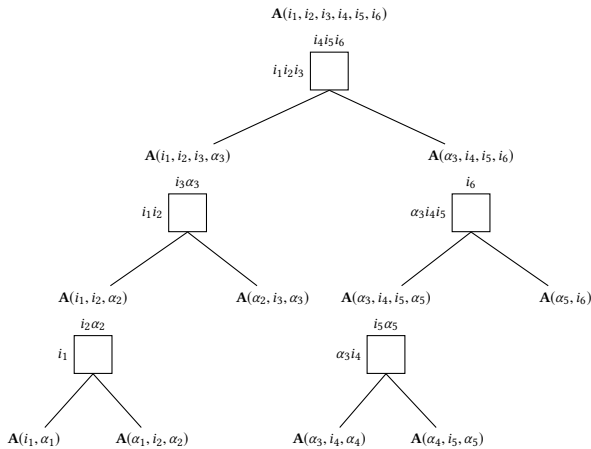 A(i₁, i₂, i₃, i₄, i₅, i₆)
i₄i₅i₆
i₁i₂i₃
A(i₁, i₂, i₃, α₃) A(α₃, i₄, i₅, i₆)
i₃α₃ i₆
i₁i₂ α₃i₄i₅
A(i₁, i₂, α₂) A(α₂, i₃, α₃) A(α₃, i₄, i₅, α₅) A(α₅, i₆)
i₂α₂ i₅α₅
i₁ α₃i₄
A(i₁, α₁) A(α₁, i₂, α₂) A(α₃, i₄, α₄) A(α₄, i₅, α₅)